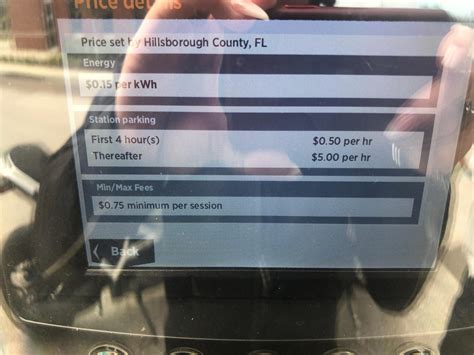 Price details
Price set by Hillsborough County, FL
Energy
$0.15 per kWh
Station parking
First 4 hour(s) $0.50 per hr
Thereafter $5.00 per hr
Min/Max Fees
$0.75 minimum per session
Back